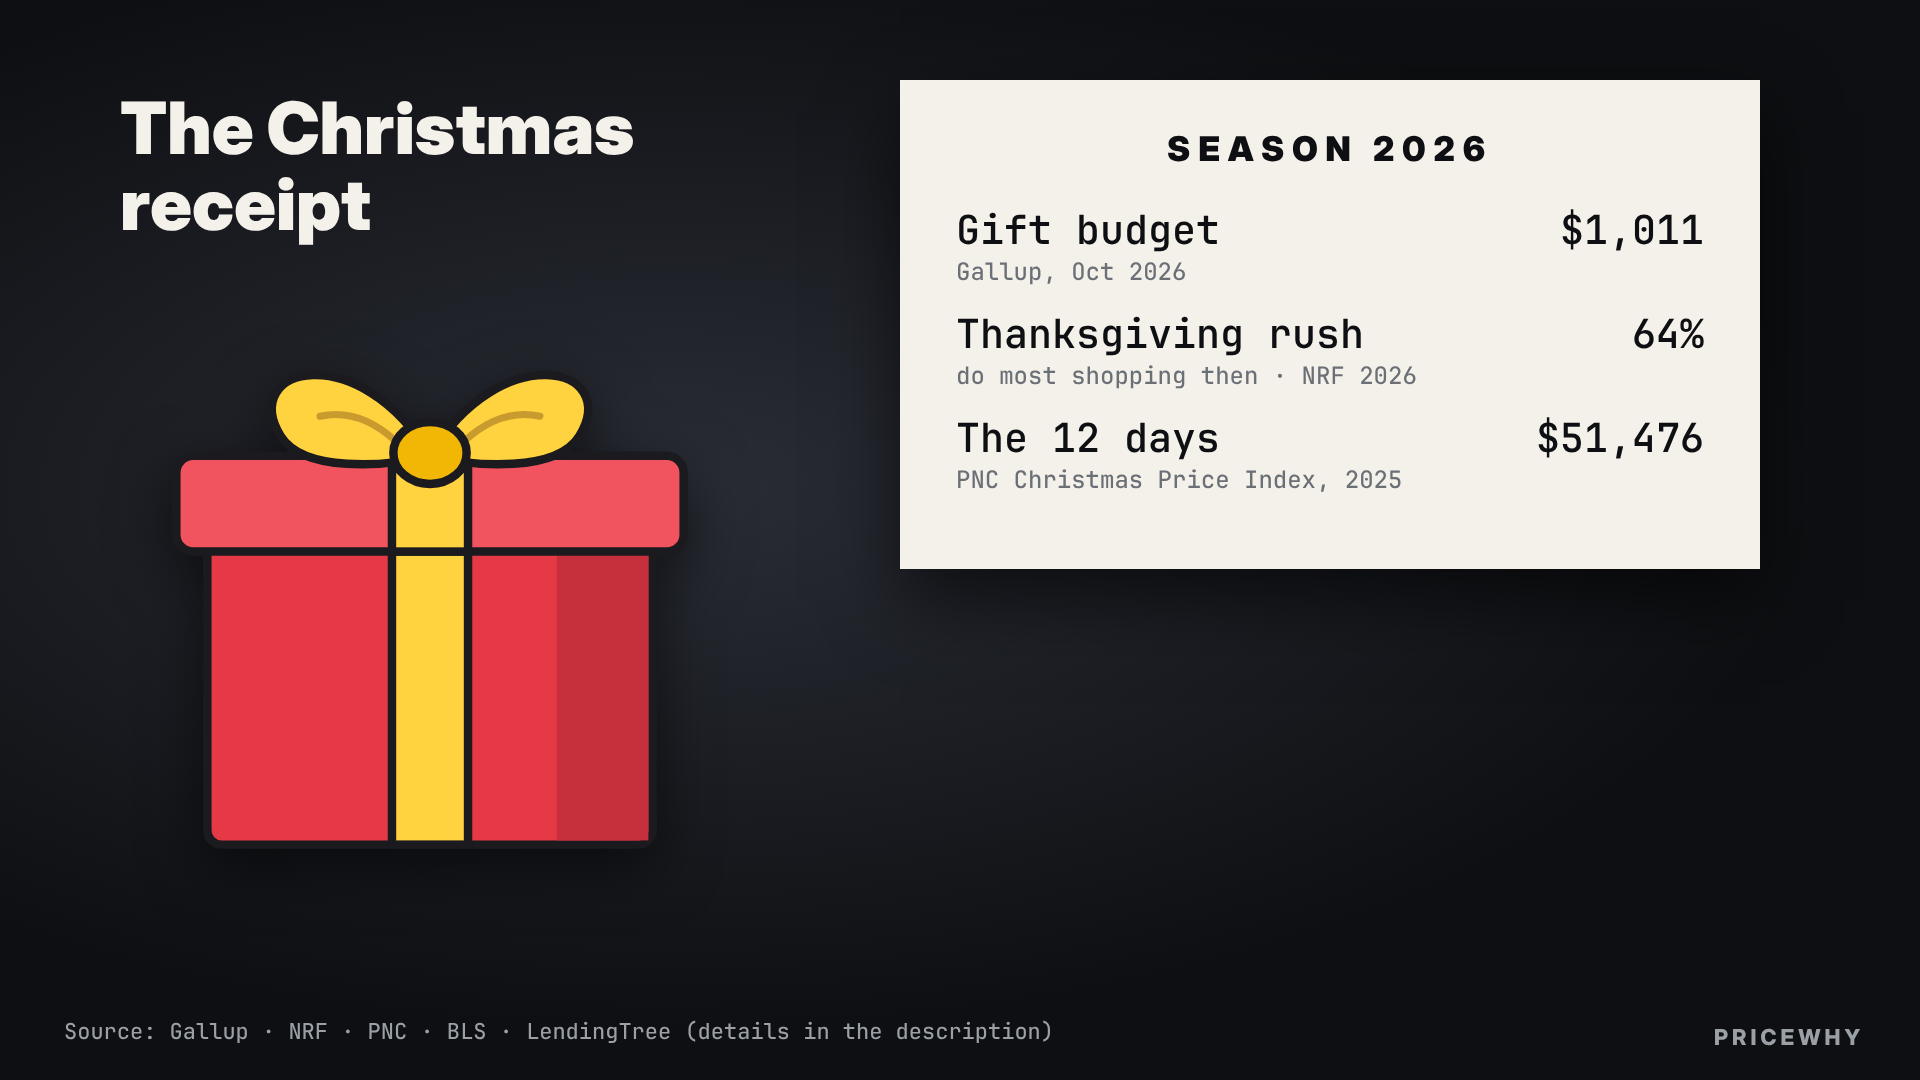 The Christmas
receipt
SEASON 2026
Gift budget $1,011
Gallup, Oct 2026
Thanksgiving rush 64%
do most shopping then · NRF 2026
The 12 days $51,476
PNC Christmas Price Index, 2025
Source: Gallup · NRF · PNC · BLS · LendingTree (details in the description)
PRICEWHY